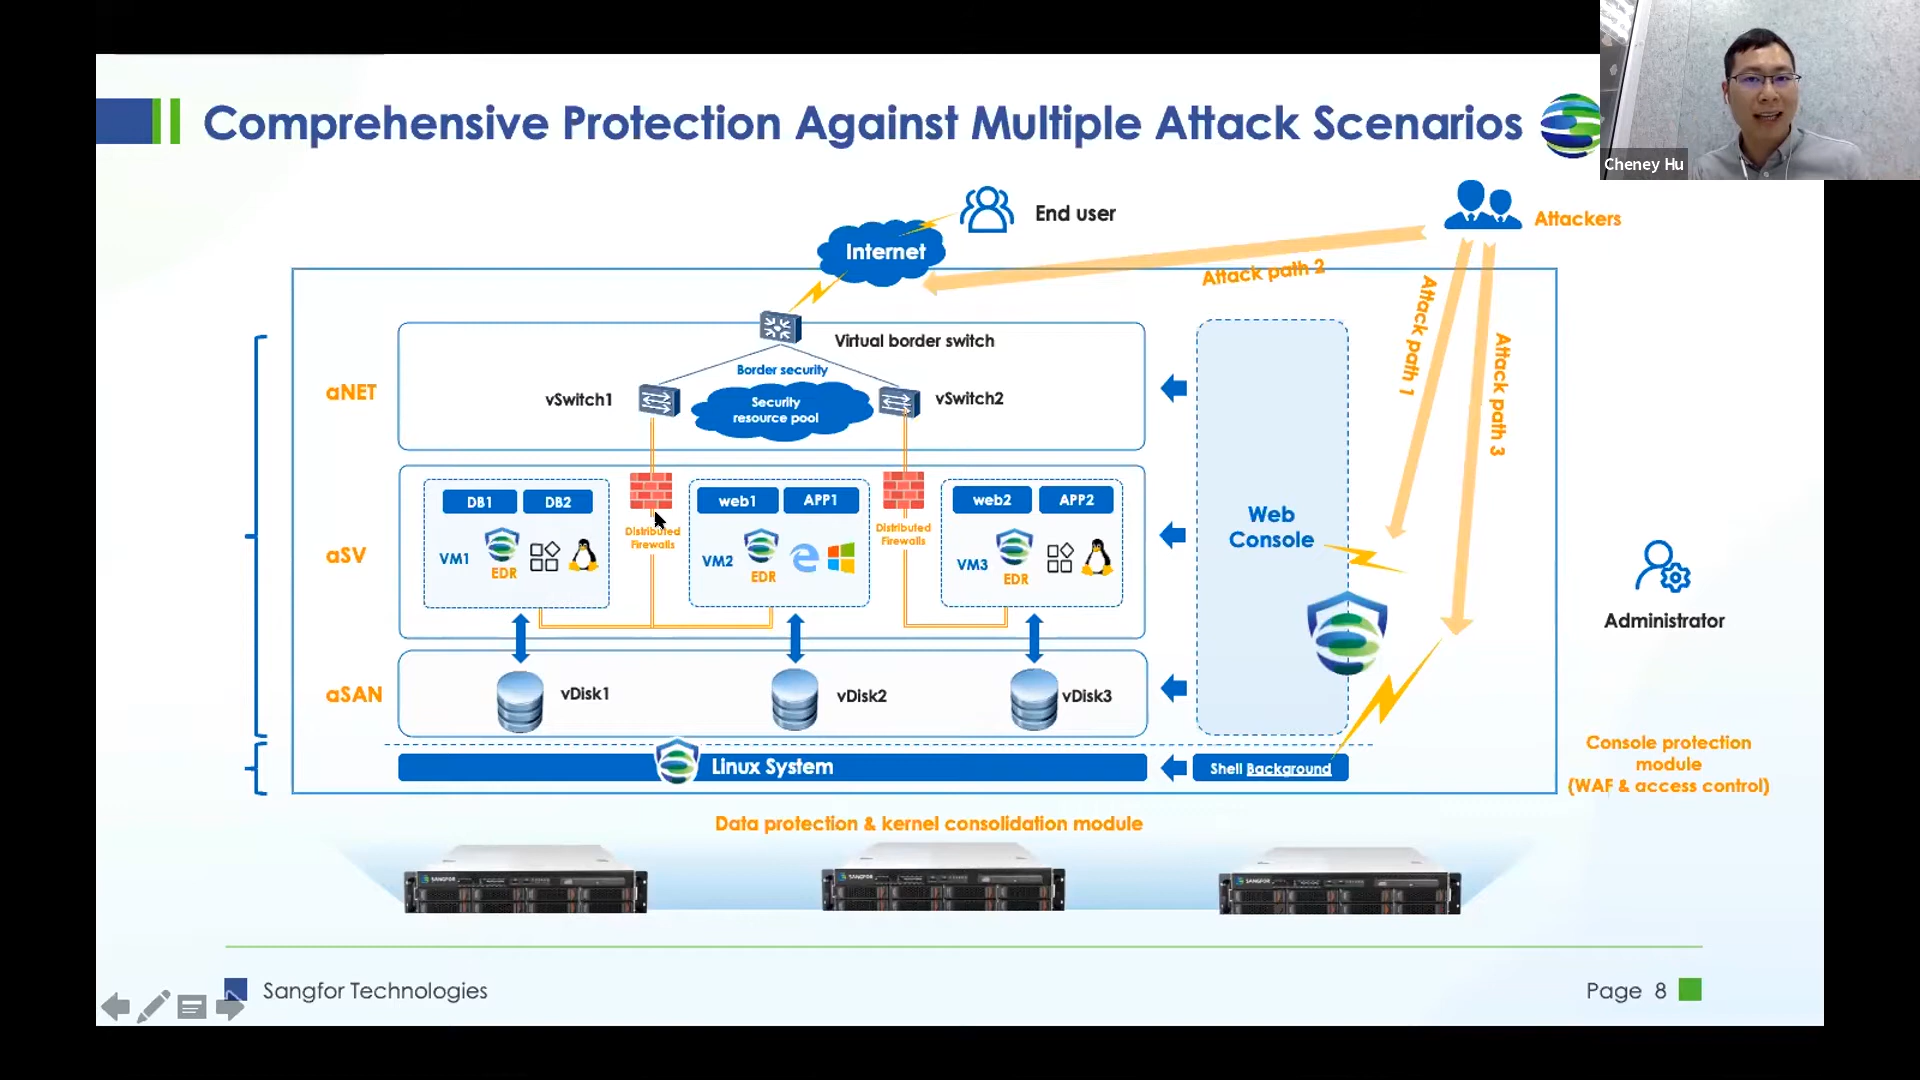 Comprehensive Protection Against Multiple Attack Scenarios
Cheney Hu
End user
Attackers
Internet
Attack path 2
Attack path 1
Attack path 3
Virtual border switch
Border security
aNET
vSwitch1
Security
resource pool
vSwitch2
DB1
DB2
web1
APP1
web2
APP2
Web
Console
Distributed
Firewalls
Distributed
Firewalls
aSV
VM1
EDR
VM2
EDR
VM3
EDR
Administrator
aSAN
vDisk1
vDisk2
vDisk3
Linux System
Shell Background
Console protection
module
(WAF & access control)
Data protection & kernel consolidation module
SANGFOR
SANGFOR
SANGFOR
Sangfor Technologies
Page 8